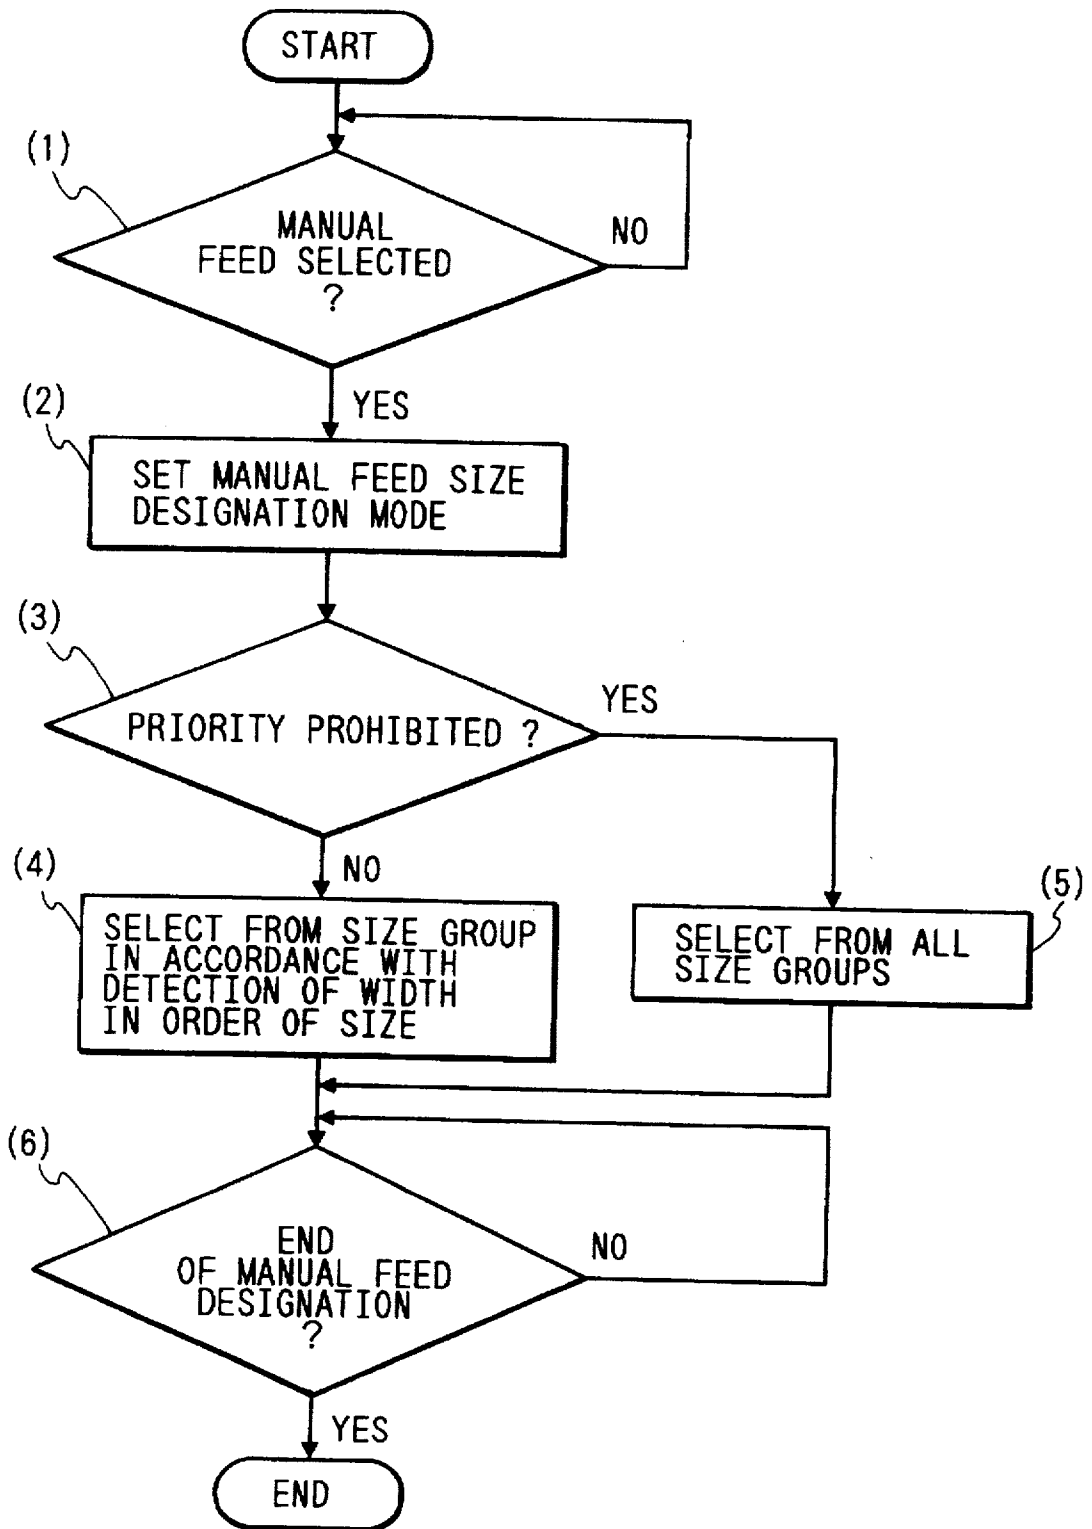 START
(1)
MANUAL
FEED SELECTED
?
NO
YES
(2)
SET MANUAL FEED SIZE
DESIGNATION MODE
(3)
PRIORITY PROHIBITED ?
YES
NO
(4)
SELECT FROM SIZE GROUP
IN ACCORDANCE WITH
DETECTION OF WIDTH
IN ORDER OF SIZE
(5)
SELECT FROM ALL
SIZE GROUPS
(6)
END
OF MANUAL FEED
DESIGNATION
?
NO
YES
END